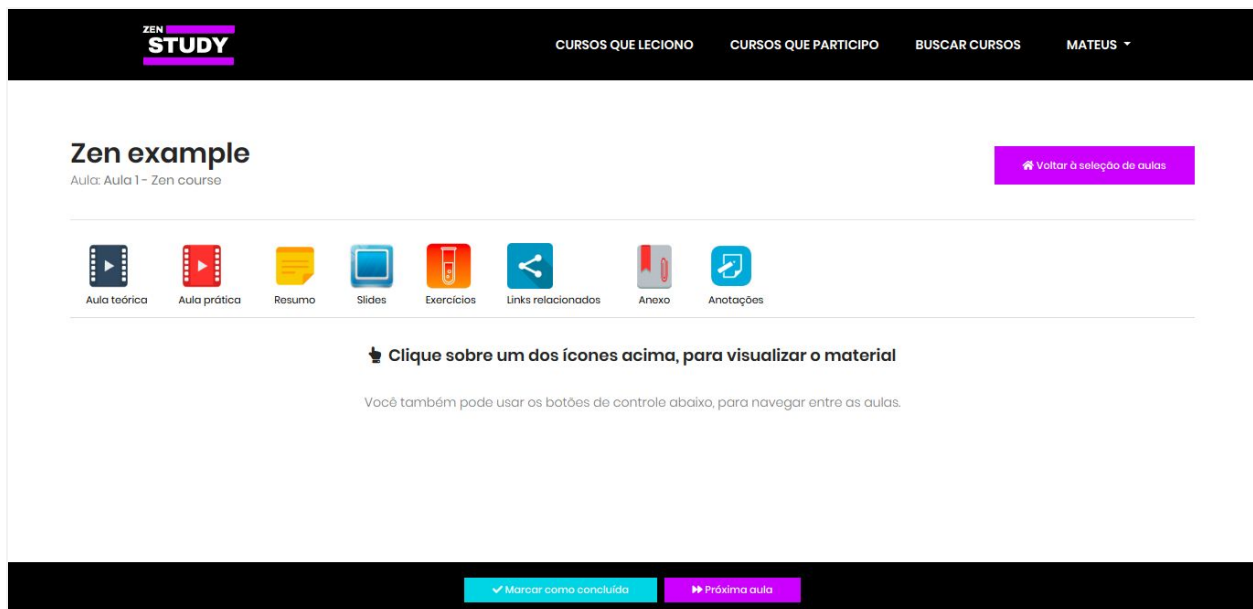 ZEN
STUDY
CURSOS QUE LECIONO
CURSOS QUE PARTICIPO
BUSCAR CURSOS
MATEUS
Zen example
Aula: Aula 1 - Zen course
Voltar à seleção de aulas
Aula teórica
Aula prática
Resumo
Slides
Exercícios
Links relacionados
Anexo
Anotações
Clique sobre um dos ícones acima, para visualizar o material
Você também pode usar os botões de controle abaixo, para navegar entre as aulas.
Marcar como concluída
Próxima aula